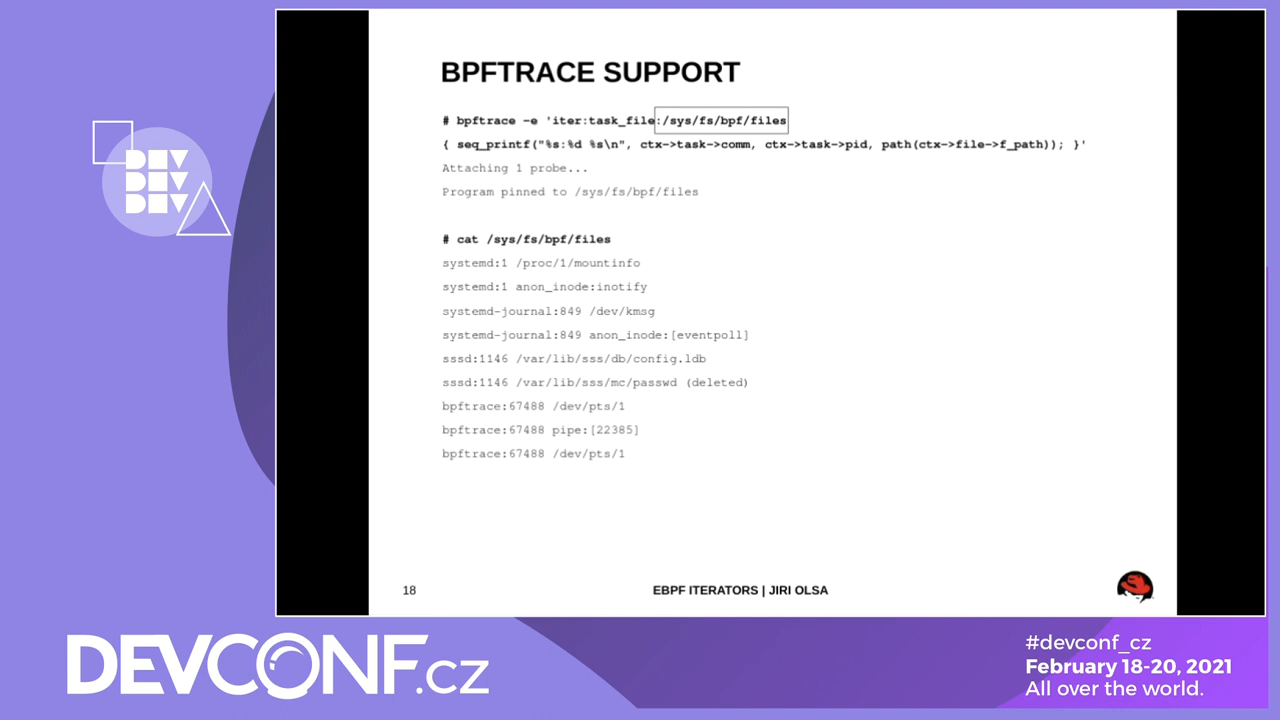 DEV
DEV
DEV
BPFTRACE SUPPORT
# bpftrace -e 'iter:task_file:/sys/fs/bpf/files
{ seq_printf("%s:%d %s\n", ctx->task->comm, ctx->task->pid, path(ctx->file->f_path)); }'
Attaching 1 probe...
Program pinned to /sys/fs/bpf/files
# cat /sys/fs/bpf/files
systemd:1 /proc/1/mountinfo
systemd:1 anon_inode:inotify
systemd-journal:849 /dev/kmsg
systemd-journal:849 anon_inode:[eventpoll]
sssd:1146 /var/lib/sss/db/config.ldb
sssd:1146 /var/lib/sss/mc/passwd (deleted)
bpftrace:67488 /dev/pts/1
bpftrace:67488 pipe:[22385]
bpftrace:67488 /dev/pts/1
18
EBPF ITERATORS | JIRI OLSA
DEVCONF.cz
#devconf_cz
February 18-20, 2021
All over the world.